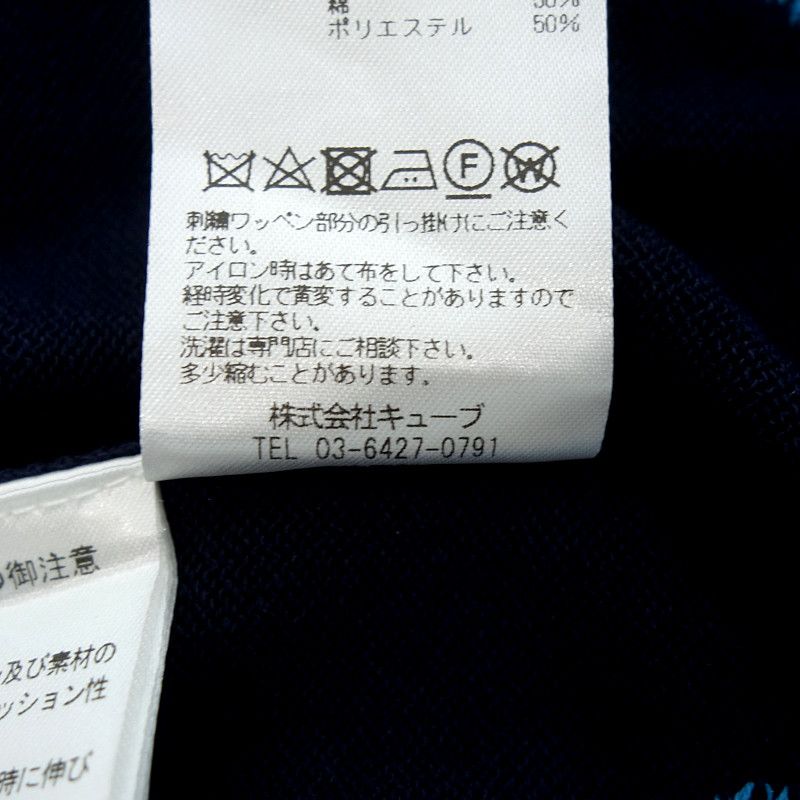 綿 50%
ポリエステル 50%
F W
刺繍ワッペン部分の引っ掛けにご注意く
ださい。
アイロン時はあて布をして下さい。
経時変化で黄変することがありますので
ご注意下さい。
洗濯は専門店にご相談下さい。
多少縮むことがあります。
株式会社キューブ
TEL 03-6427-0791
御注意
及び素材の
ッション性
時に伸び